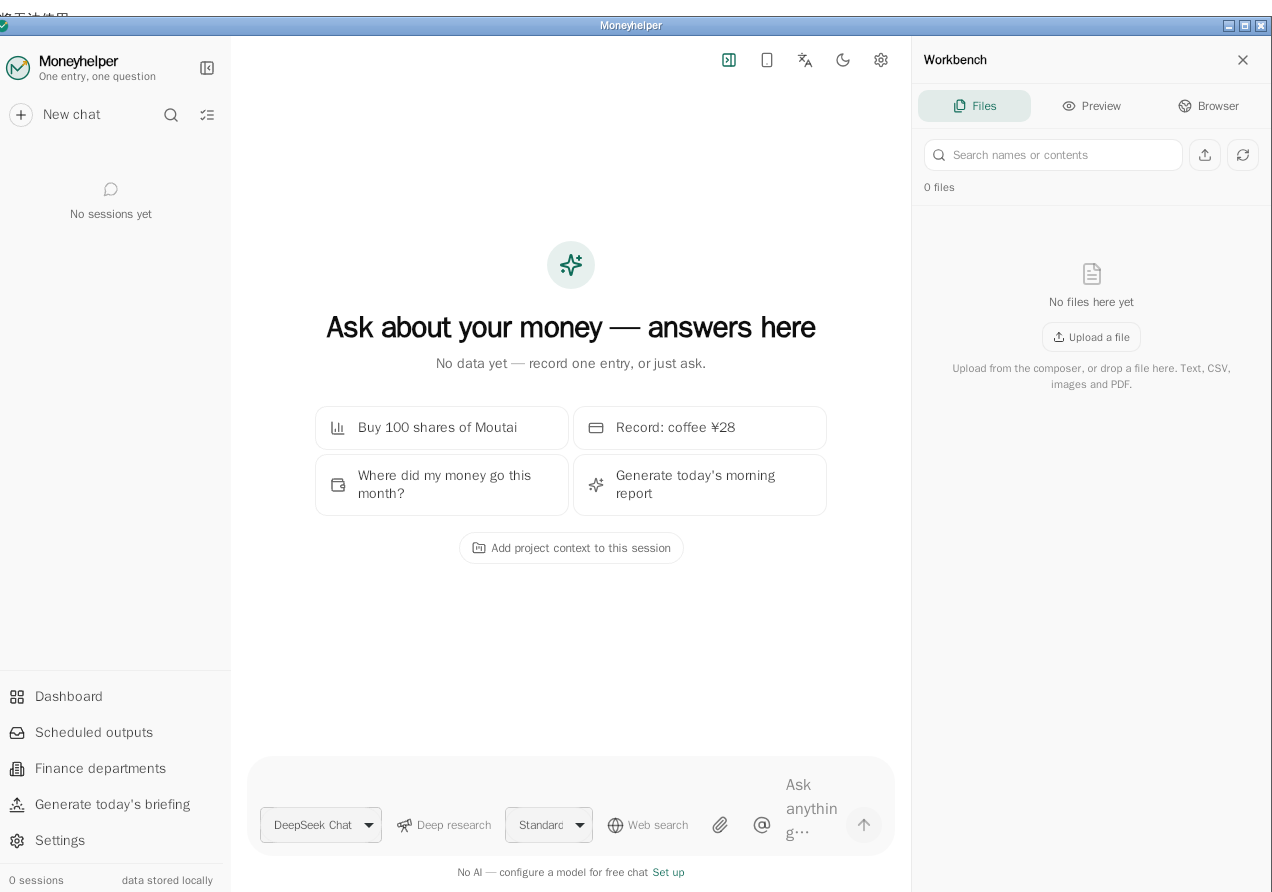 Moneyhelper
Moneyhelper
One entry, one question
New chat
No sessions yet
Dashboard
Scheduled outputs
Finance departments
Generate today's briefing
Settings
0 sessions
data stored locally
Ask about your money — answers here
No data yet — record one entry, or just ask.
Buy 100 shares of Moutai
Record: coffee ¥28
Where did my money go this
month?
Generate today's morning
report
Add project context to this session
DeepSeek Chat
Deep research
Standard
Web search
Ask
anythin
g…
No AI — configure a model for free chat Set up
Workbench
Files
Preview
Browser
Search names or contents
0 files
No files here yet
Upload a file
Upload from the composer, or drop a file here. Text, CSV,
images and PDF.